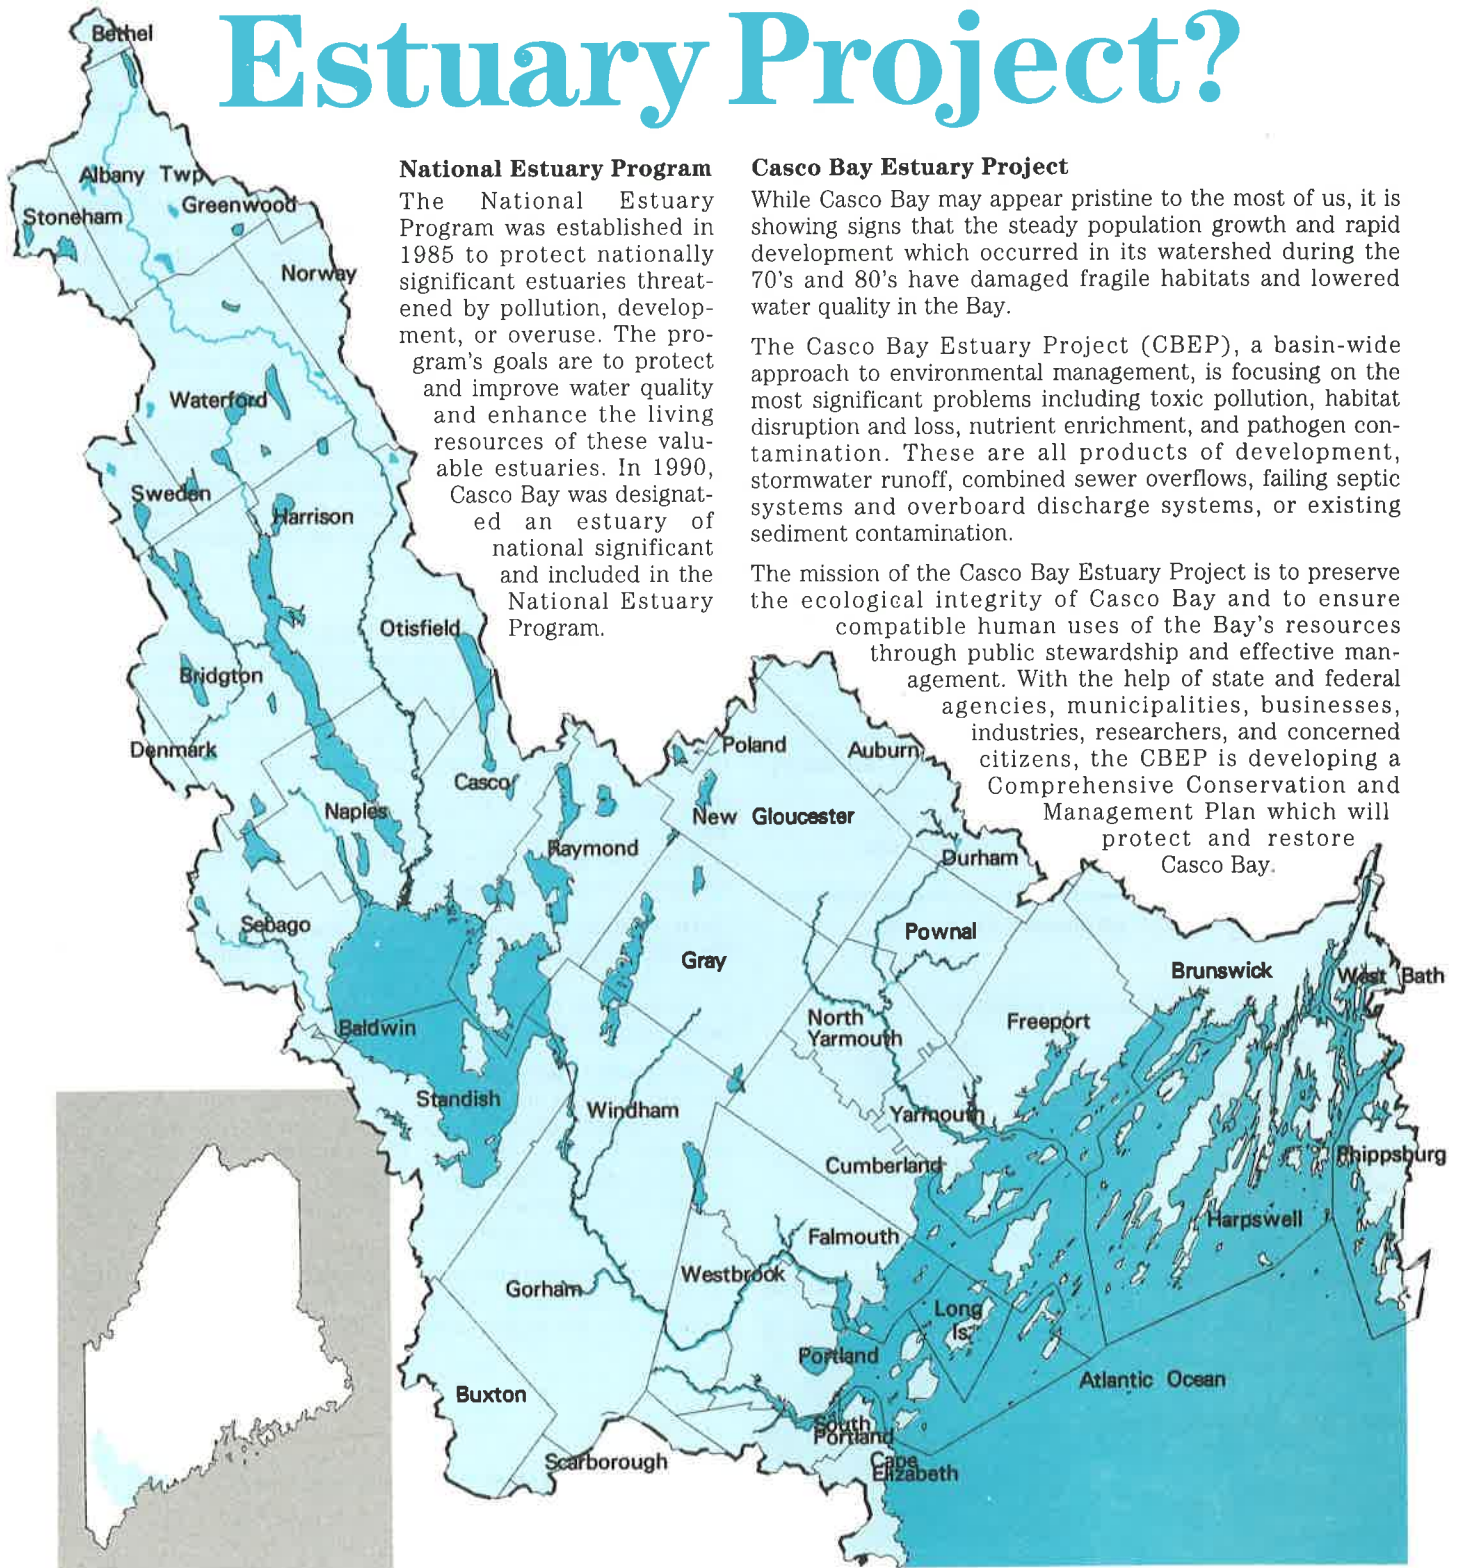 Estuary Project?
National Estuary Program
The National Estuary
Program was established in
1985 to protect nationally
significant estuaries threat-
ened by pollution, develop-
ment, or overuse. The pro-
gram's goals are to protect
and improve water quality
and enhance the living
resources of these valu-
able estuaries. In 1990,
Casco Bay was designat-
ed an estuary of
national significant
and included in the
National Estuary
Program.
Casco Bay Estuary Project
While Casco Bay may appear pristine to the most of us, it is
showing signs that the steady population growth and rapid
development which occurred in its watershed during the
70's and 80's have damaged fragile habitats and lowered
water quality in the Bay.
The Casco Bay Estuary Project (CBEP), a basin-wide
approach to environmental management, is focusing on the
most significant problems including toxic pollution, habitat
disruption and loss, nutrient enrichment, and pathogen con-
tamination. These are all products of development,
stormwater runoff, combined sewer overflows, failing septic
systems and overboard discharge systems, or existing
sediment contamination.
The mission of the Casco Bay Estuary Project is to preserve
the ecological integrity of Casco Bay and to ensure
compatible human uses of the Bay's resources
through public stewardship and effective man-
agement. With the help of state and federal
agencies, municipalities, businesses,
industries, researchers, and concerned
citizens, the CBEP is developing a
Comprehensive Conservation and
Management Plan which will
protect and restore
Casco Bay.
Bethel
Albany Twp
Greenwood
Stoneham
Norway
Waterford
Sweden
Harrison
Otisfield
Bridgton
Denmark
Casco
Naples
Poland
Auburn
New Gloucester
Raymond
Durham
Sebago
Gray
Pownal
Brunswick
West Bath
Baldwin
North
Yarmouth
Freeport
Standish
Windham
Yarmouth
Cumberland
Phippsburg
Harpswell
Falmouth
Westbrook
Gorham
Long
Is.
Portland
Atlantic Ocean
Buxton
South
Portland
Scarborough
Cape
Elizabeth